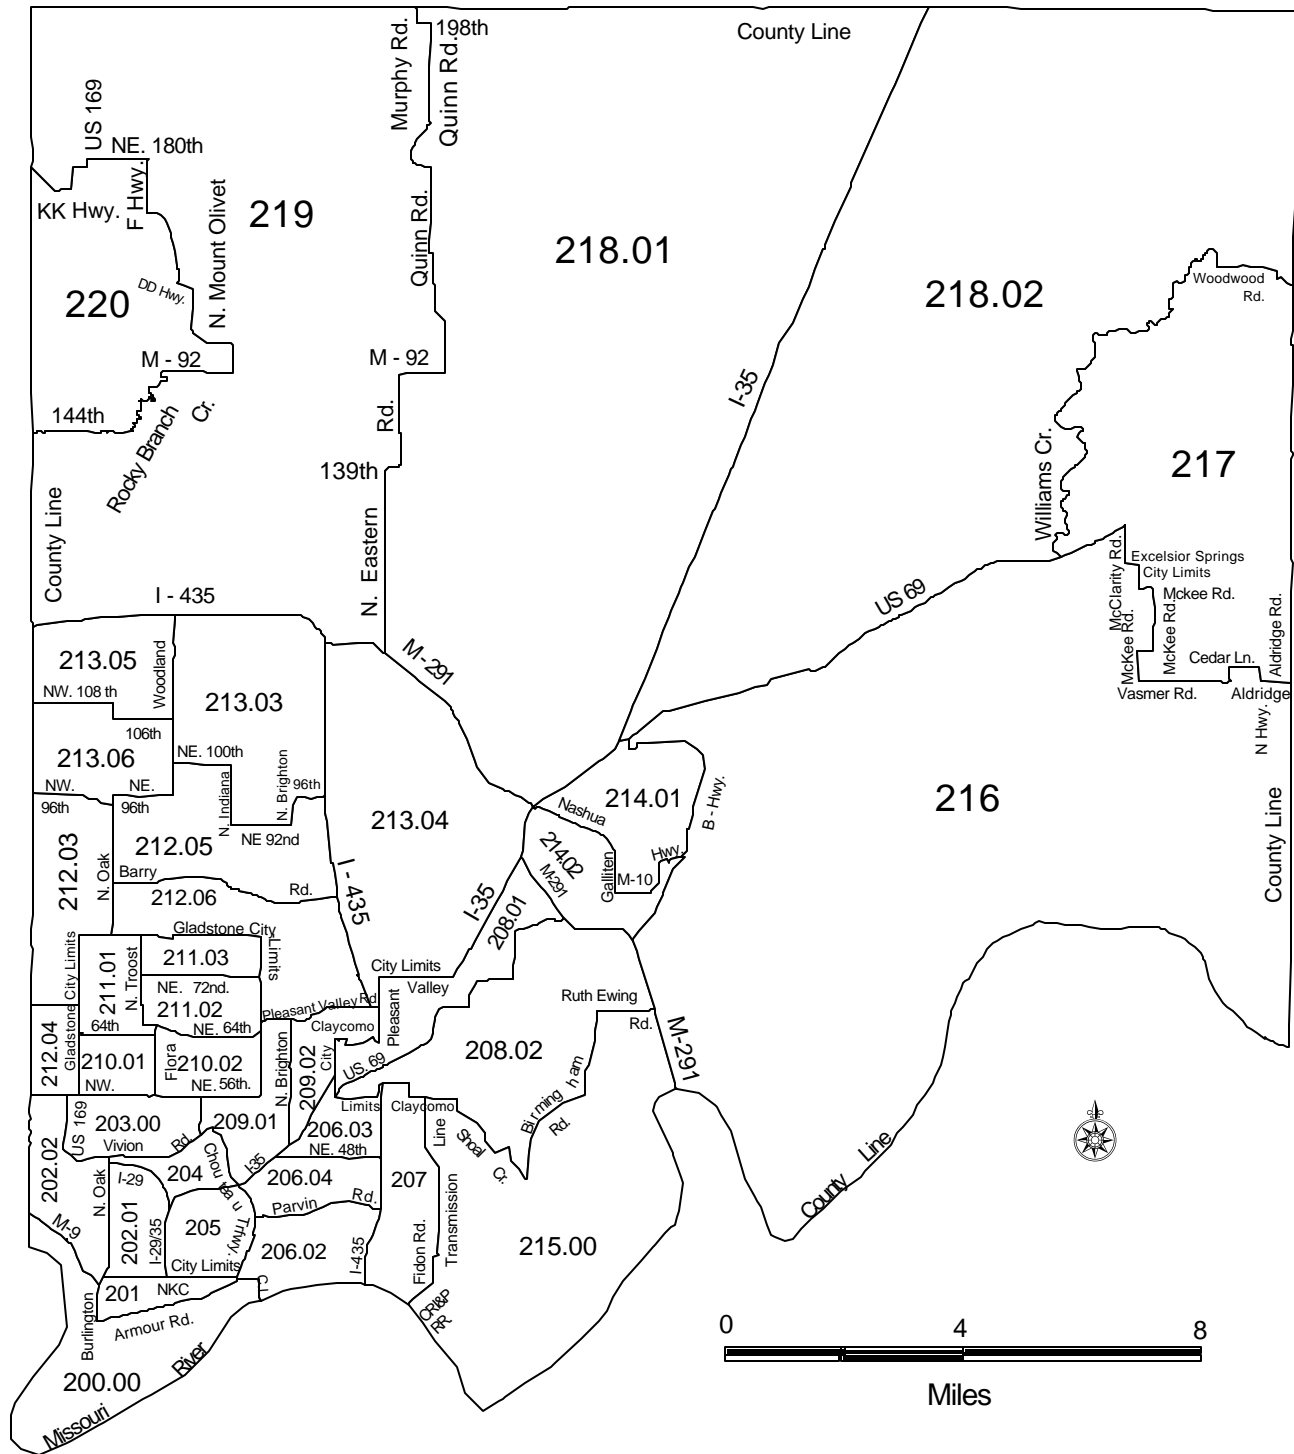 198th
County Line
Murphy Rd.
Quinn Rd.
US 169
NE. 180th
F Hwy.
KK Hwy.
N. Mount Olivet
219
Quinn Rd.
218.01
DD Hwy.
220
218.02
Woodwood
Rd.
M - 92
M - 92
I-35
144th
Rocky Branch
Cr.
Rd.
139th
Williams Cr.
217
County Line
N. Eastern
McClarity Rd.
Excelsior Springs
City Limits
Mckee Rd.
US 69
McKee Rd.
McKee Rd.
Aldridge Rd.
I - 435
Cedar Ln.
Vasmer Rd.
Aldridge
N Hwy.
M - 291
213.05
Woodland
NW. 108 th
213.03
106th
213.06
NE. 100th
NW.
NE.
N. Indiana
N. Brighton
96th
96th
96th
213.04
214.01
Nashua
B - Hwy.
216
NE 92nd
212.05
212.03
N. Oak
Barry
Rd.
212.06
214.02
M-291
Galliten
M-10
Hwy.
County Line
I - 435
I-35
208.01
Gladstone City
Limits
211.03
Gladstone City Limits
211.01
N. Troost
NE. 72nd.
211.02
City Limits
Valley
Pleasant
Pleasant Valley Rd
Claycomo
City
Ruth Ewing
Rd.
64th
NE. 64th
212.04
210.01
Flora
210.02
NW.
NE. 56th.
N. Brighton
209.02
US. 69
208.02
M-291
Limits
Claycomo
Birmingham
Rd.
US 169
203.00
Vivion
Rd.
209.01
206.03
NE. 48th
Line
Shoal
Cr.
202.02
N. Oak
I-29
204
Chouteau Trfwy.
I-35
206.04
207
County Line
M-9
202.01
I-29/35
205
Parvin
Rd.
Transmission
215.00
City Limits
206.02
I-435
Fidon Rd.
201
NKC
C.L.
CRI&P
RR.
Burlington
Armour Rd.
200.00
Missouri
River
0
4
8
Miles